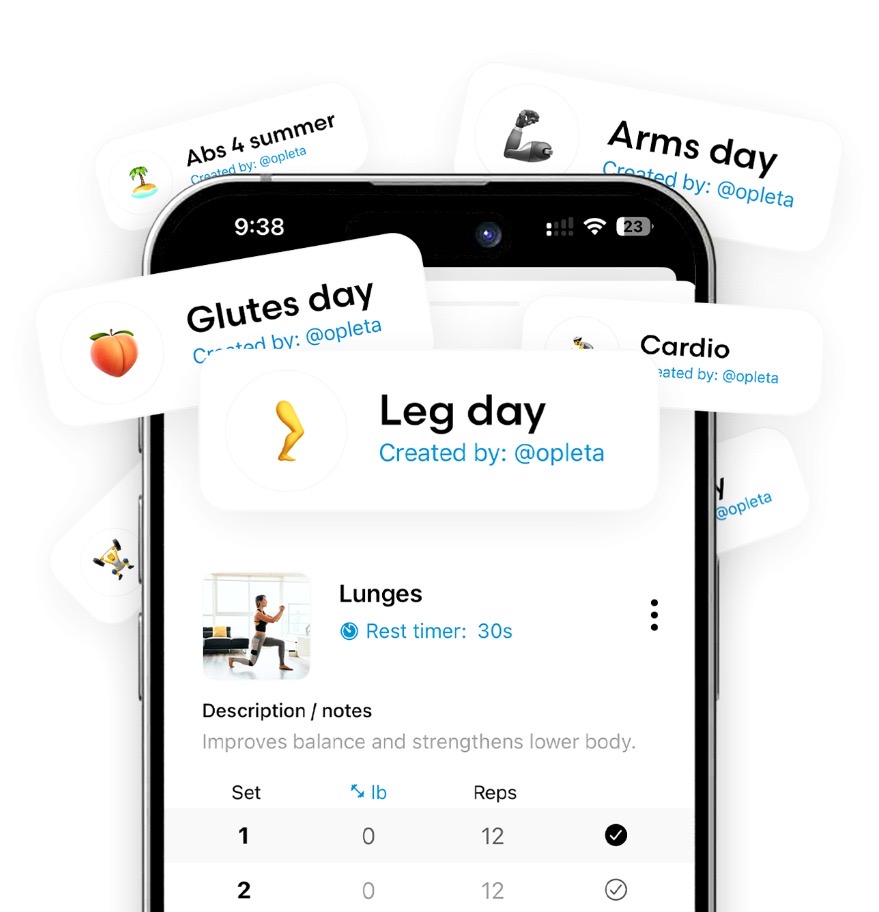 Abs 4 summer
Created by: @opleta
Arms day
Created by: @opleta
9:38
23
Glutes day
Created by: @opleta
Cardio
eated by: @opleta
Leg day
Created by: @opleta
y
@opleta
Lunges
Rest timer: 30s
Description / notes
Improves balance and strengthens lower body.
Set lb Reps
1 0 12
2 0 12